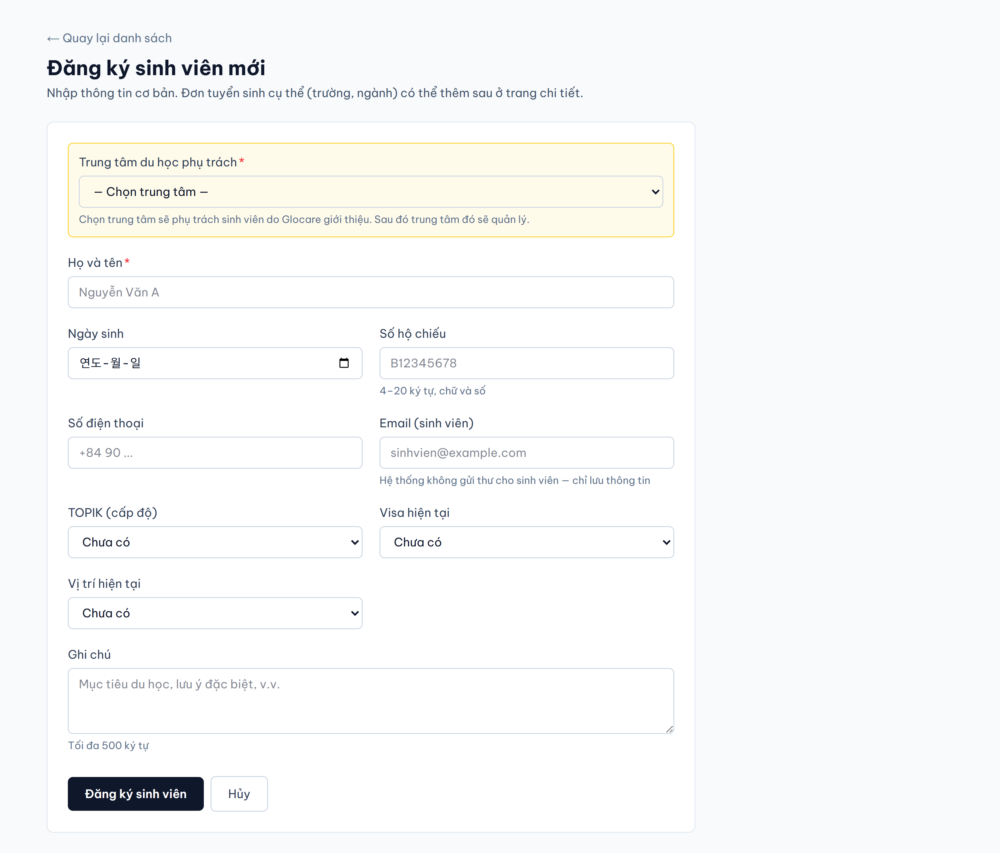 ← Quay lại danh sách
Đăng ký sinh viên mới
Nhập thông tin cơ bản. Đơn tuyển sinh cụ thể (trường, ngành) có thể thêm sau ở trang chi tiết.
Trung tâm du học phụ trách *
— Chọn trung tâm —
Chọn trung tâm sẽ phụ trách sinh viên do Glocare giới thiệu. Sau đó trung tâm đó sẽ quản lý.
Họ và tên *
Nguyễn Văn A
Ngày sinh
연도-월-일
Số hộ chiếu
B12345678
4–20 ký tự, chữ và số
Số điện thoại
+84 90 ...
Email (sinh viên)
sinhvien@example.com
Hệ thống không gửi thư cho sinh viên — chỉ lưu thông tin
TOPIK (cấp độ)
Chưa có
Visa hiện tại
Chưa có
Vị trí hiện tại
Chưa có
Ghi chú
Mục tiêu du học, lưu ý đặc biệt, v.v.
Tối đa 500 ký tự
Đăng ký sinh viên
Hủy